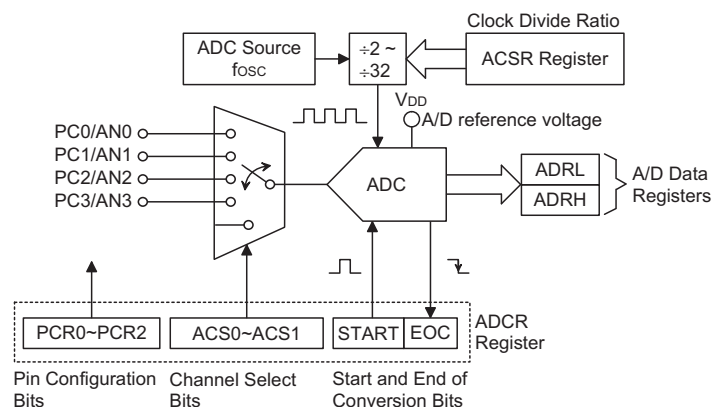 Clock Divide Ratio
ADC Source
fOSC
÷2 ~
÷32
ACSR Register
VDD
A/D reference voltage
PC0/AN0
PC1/AN1
PC2/AN2
PC3/AN3
ADC
ADRL
ADRH
A/D Data
Registers
PCR0~PCR2
ACS0~ACS1
START
EOC
ADCR
Register
Pin Configuration
Bits
Channel Select
Bits
Start and End of
Conversion Bits